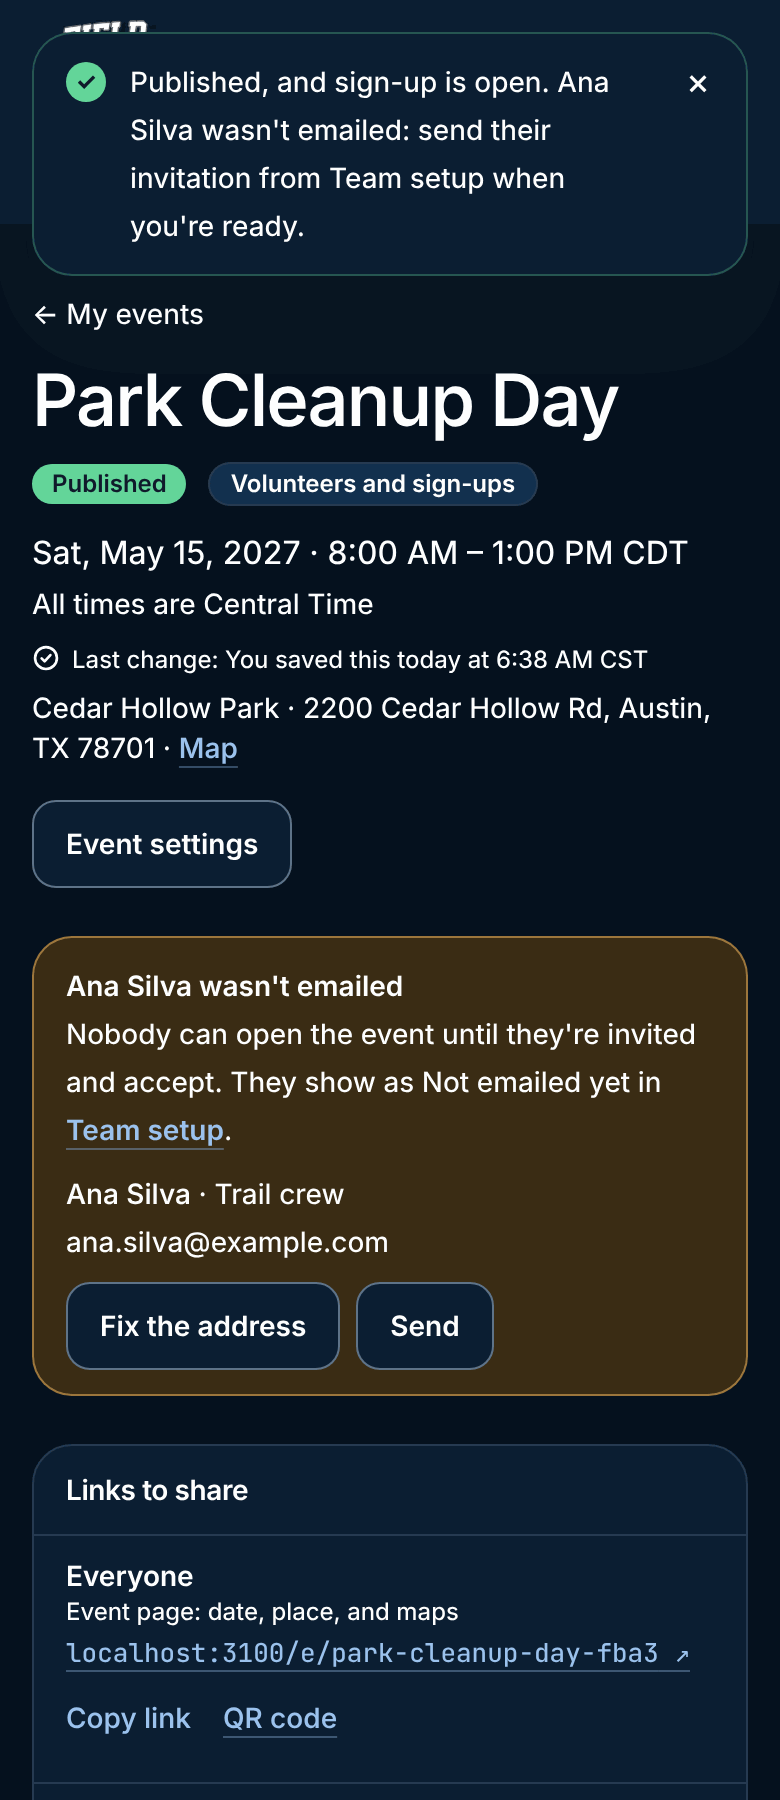 Published, and sign-up is open. Ana
Silva wasn't emailed: send their
invitation from Team setup when
you're ready.
← My events
Park Cleanup Day
Published
Volunteers and sign-ups
Sat, May 15, 2027 · 8:00 AM – 1:00 PM CDT
All times are Central Time
Last change: You saved this today at 6:38 AM CST
Cedar Hollow Park · 2200 Cedar Hollow Rd, Austin,
TX 78701 · Map
Event settings
Ana Silva wasn't emailed
Nobody can open the event until they're invited
and accept. They show as Not emailed yet in
Team setup.
Ana Silva · Trail crew
ana.silva@example.com
Fix the address
Send
Links to share
Everyone
Event page: date, place, and maps
localhost:3100/e/park-cleanup-day-fba3 ↗
Copy link
QR code